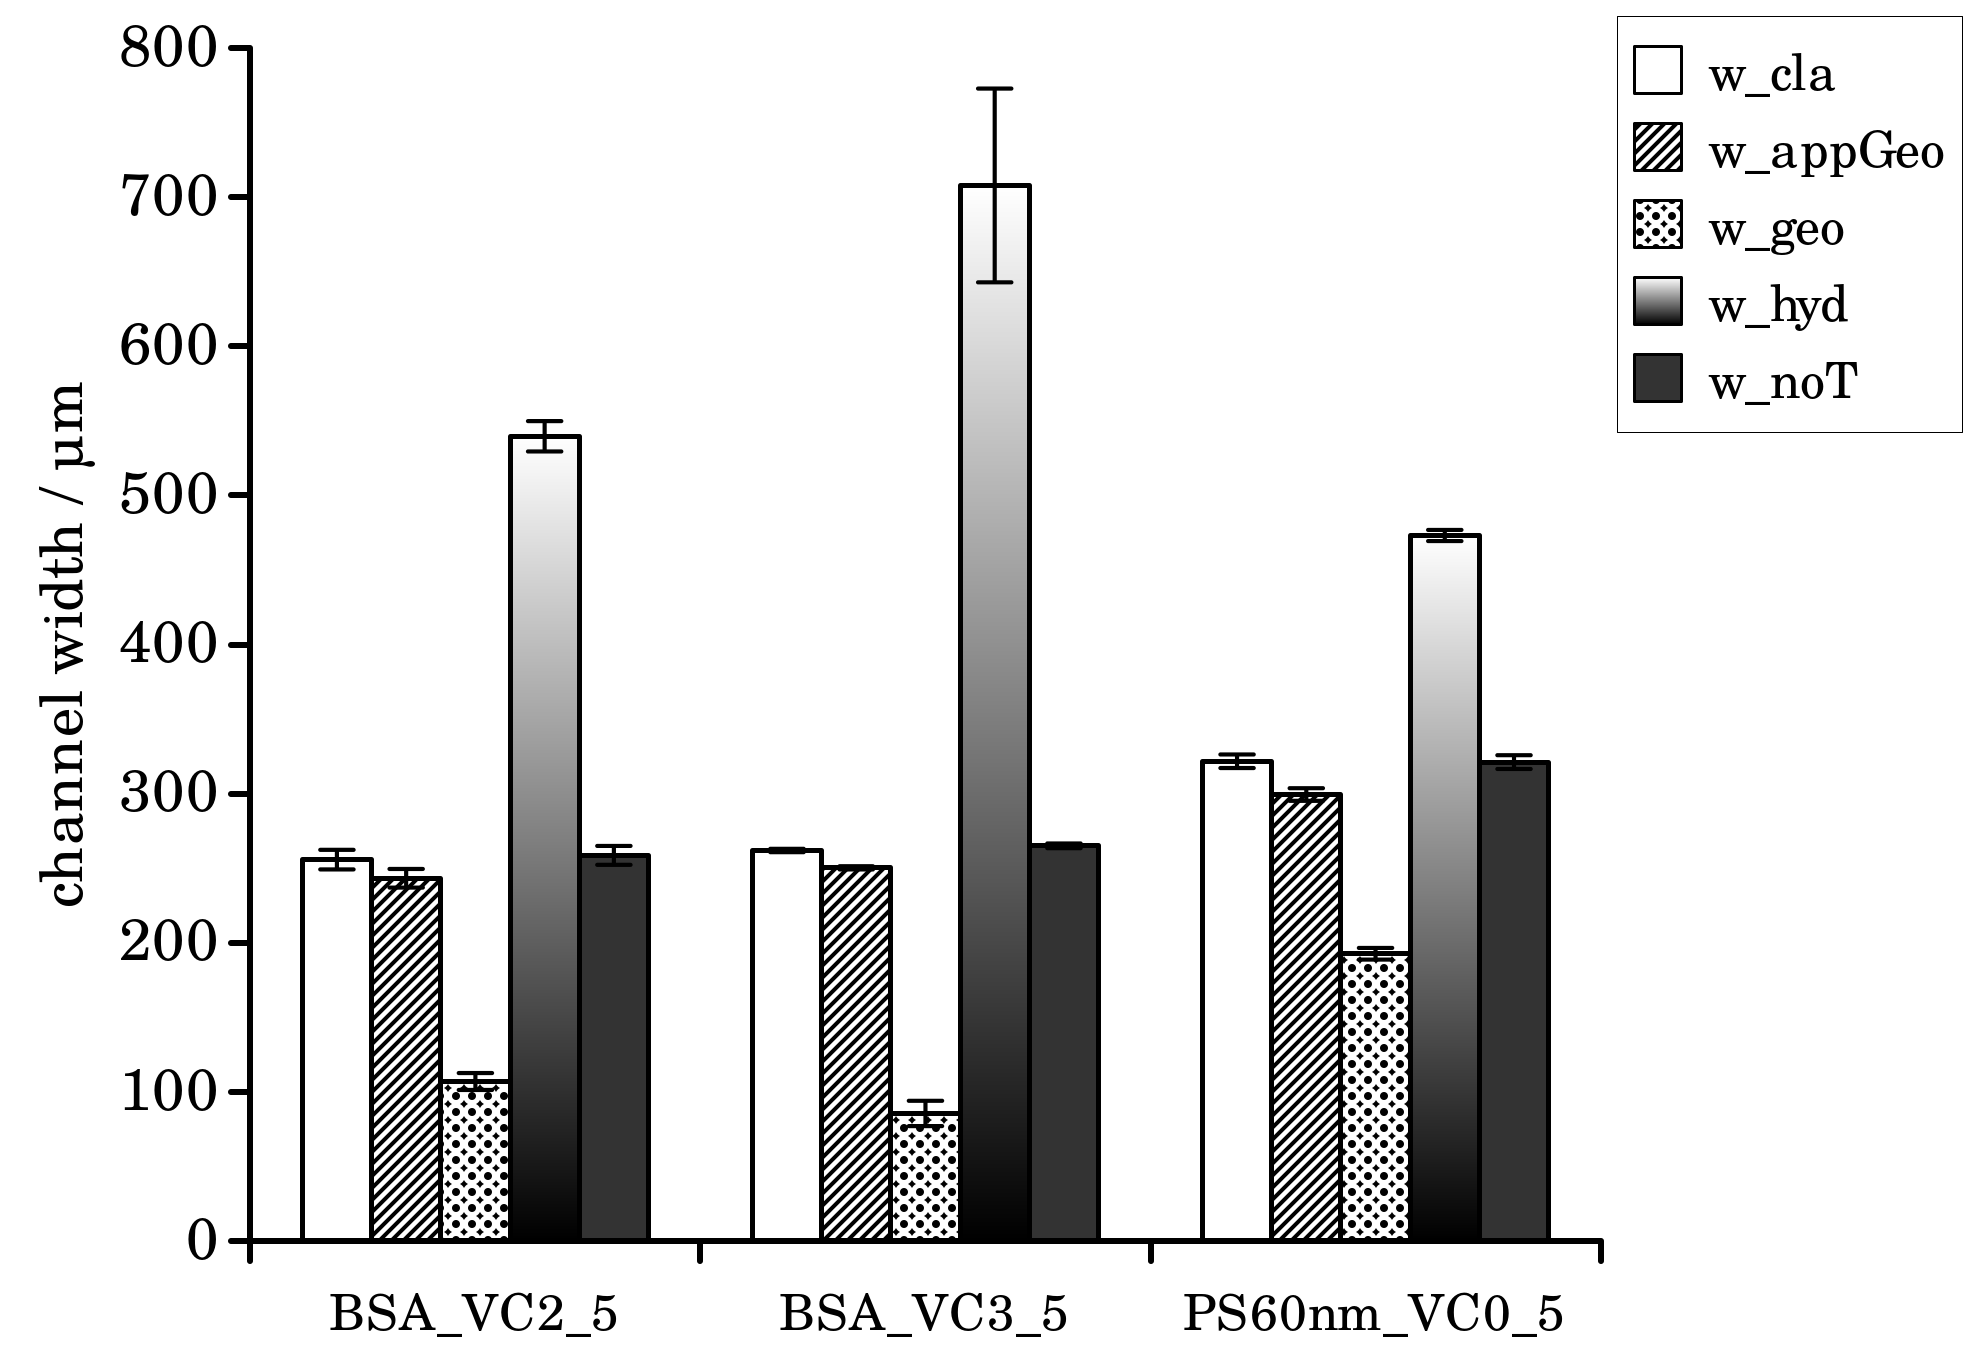 channel width / µm
800
700
600
500
400
300
200
100
0
BSA_VC2_5
BSA_VC3_5
PS60nm_VC0_5
w_cla
w_appGeo
w_geo
w_hyd
w_noT